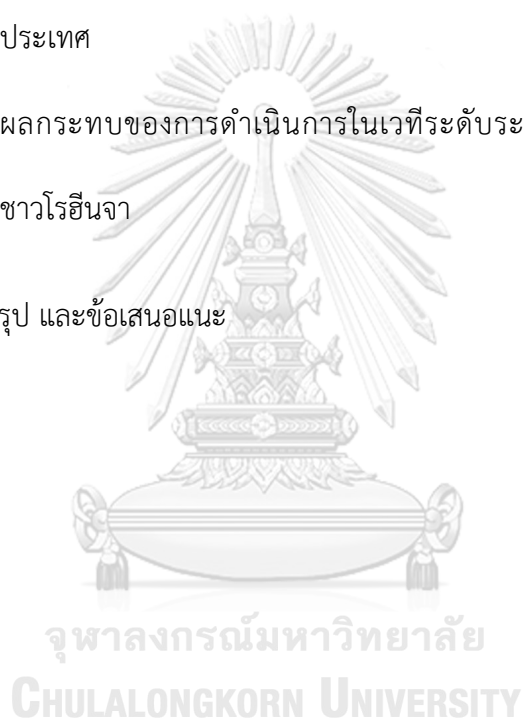 ประเทศ
ผลกระทบของการดำเนินการในเวทีระดับระ
ชาวโรฮีนจา
รุป และข้อเสนอแนะ
จุฬาลงกรณ์มหาวิทยาลัย
CHULALONGKORN UNIVERSITY